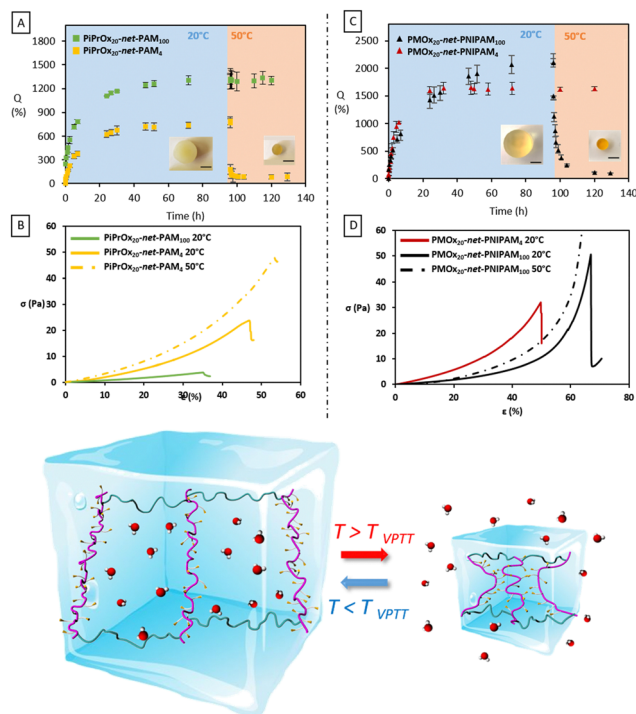 A
PiPrOx20-net-PAM100
PiPrOx20-net-PAM4
20°C
50°C
Q
(%)
1800
1500
1200
900
600
300
0
0 20 40 60 80 100 120 140
Time (h)
C
PMOx20-net-PNIPAM100
PMOx20-net-PNIPAM4
20°C
50°C
Q
(%)
3000
2500
2000
1500
1000
500
0
0 20 40 60 80 100 120 140
Time (h)
B
PiPrOx20-net-PAM100 20°C
PiPrOx20-net-PAM4 20°C
PiPrOx20-net-PAM4 50°C
σ (Pa)
60
50
40
30
20
10
0
0 10 20 30 40 50 60
ε (%)
D
PMOx20-net-PNIPAM4 20°C
PMOx20-net-PNIPAM100 20°C
PMOx20-net-PNIPAM100 50°C
σ (Pa)
60
50
40
30
20
10
0
0 20 40 60 80
ε (%)
T > TVPTT
T < TVPTT